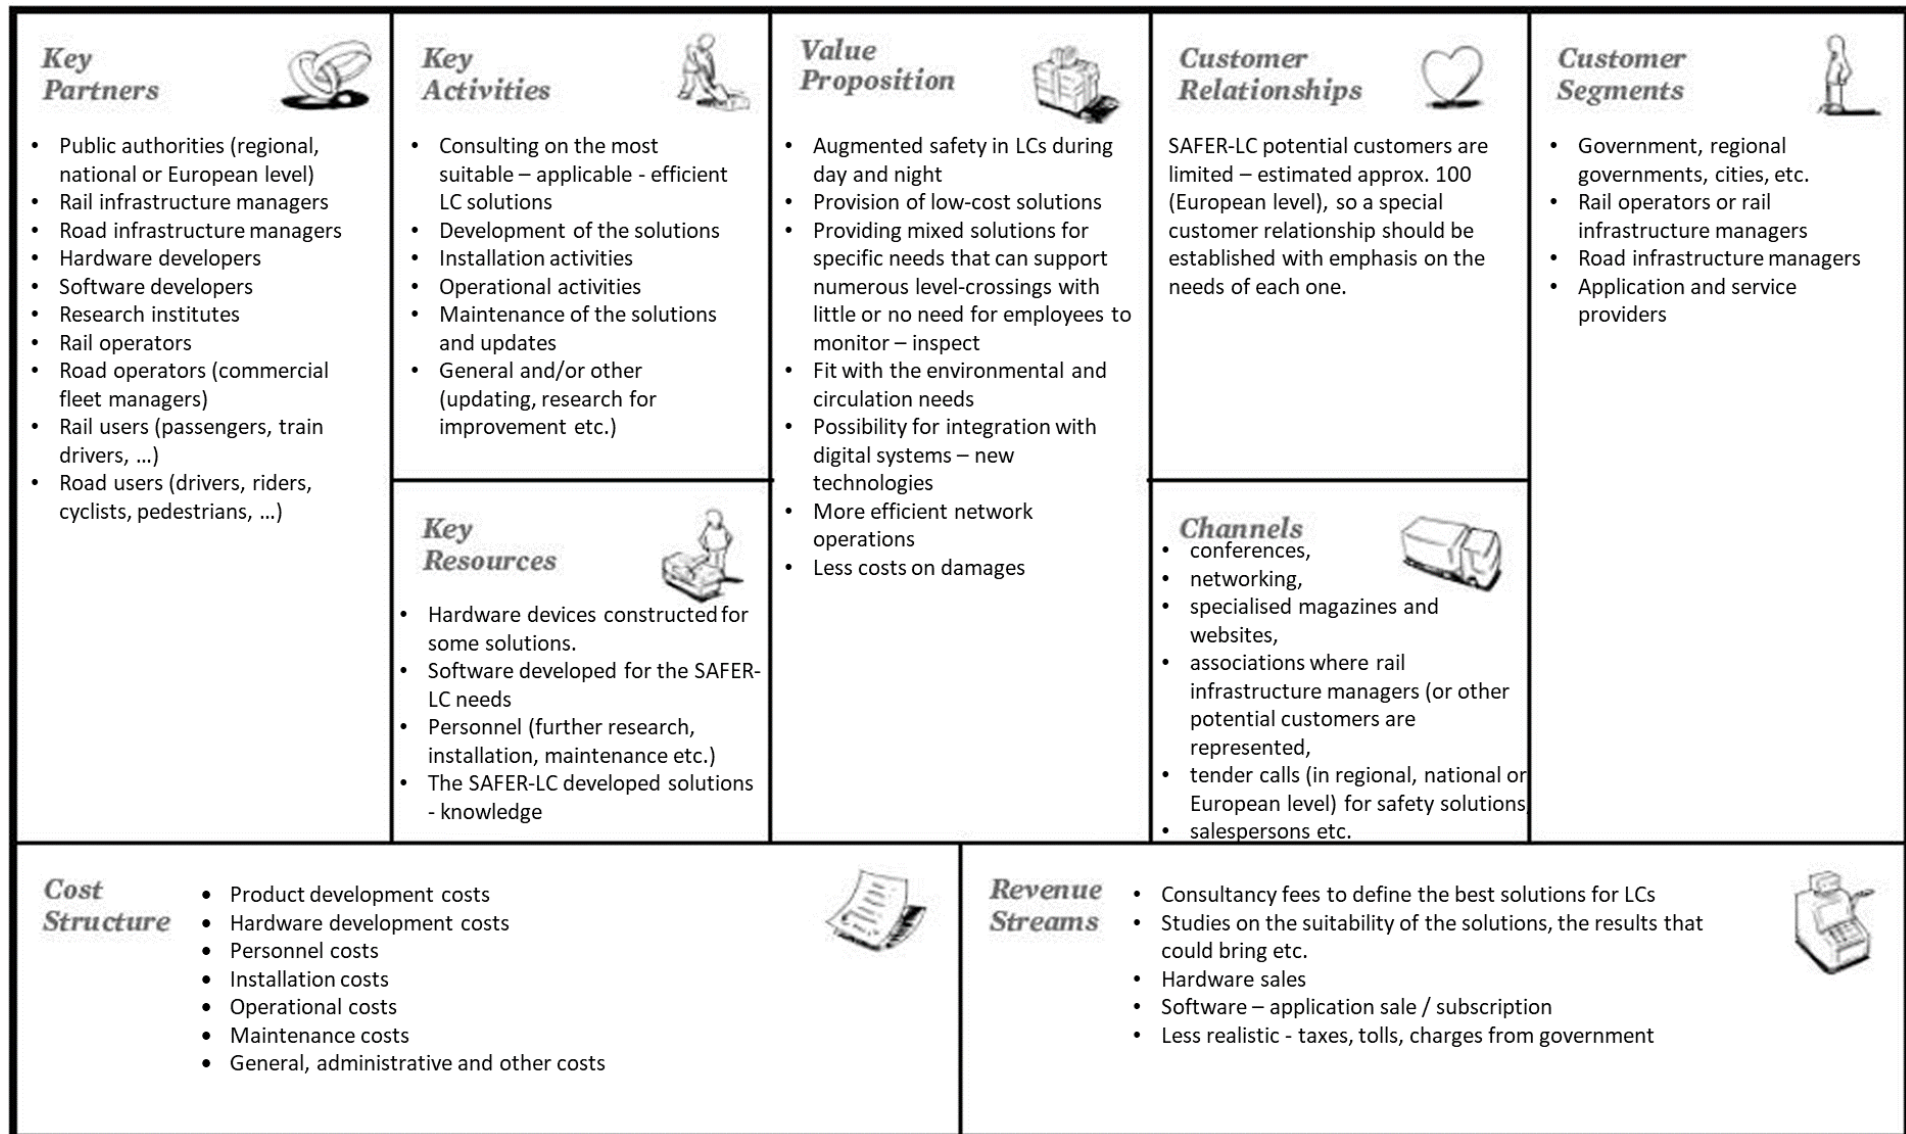 Key
Partners
• Public authorities (regional,
national or European level)
• Rail infrastructure managers
• Road infrastructure managers
• Hardware developers
• Software developers
• Research institutes
• Rail operators
• Road operators (commercial
fleet managers)
• Rail users (passengers, train
drivers, ...)
• Road users (drivers, riders,
cyclists, pedestrians, ...)
Key
Activities
• Consulting on the most
suitable – applicable - efficient
LC solutions
• Development of the solutions
• Installation activities
• Operational activities
• Maintenance of the solutions
and updates
• General and/or other
(updating, research for
improvement etc.)
Key
Resources
• Hardware devices constructed for
some solutions.
• Software developed for the SAFER-
LC needs
• Personnel (further research,
installation, maintenance etc.)
• The SAFER-LC developed solutions
- knowledge
Value
Proposition
• Augmented safety in LCs during
day and night
• Provision of low-cost solutions
• Providing mixed solutions for
specific needs that can support
numerous level-crossings with
little or no need for employees to
monitor – inspect
• Fit with the environmental and
circulation needs
• Possibility for integration with
digital systems – new
technologies
• More efficient network
operations
• Less costs on damages
Customer
Relationships
SAFER-LC potential customers are
limited – estimated approx. 100
(European level), so a special
customer relationship should be
established with emphasis on the
needs of each one.
Channels
• conferences,
• networking,
• specialised magazines and
websites,
• associations where rail
infrastructure managers (or other
potential customers are
represented,
• tender calls (in regional, national or
European level) for safety solutions,
• salespersons etc.
Customer
Segments
• Government, regional
governments, cities, etc.
• Rail operators or rail
infrastructure managers
• Road infrastructure managers
• Application and service
providers
Cost
Structure
• Product development costs
• Hardware development costs
• Personnel costs
• Installation costs
• Operational costs
• Maintenance costs
• General, administrative and other costs
Revenue
Streams
• Consultancy fees to define the best solutions for LCs
• Studies on the suitability of the solutions, the results that
could bring etc.
• Hardware sales
• Software – application sale / subscription
• Less realistic - taxes, tolls, charges from government